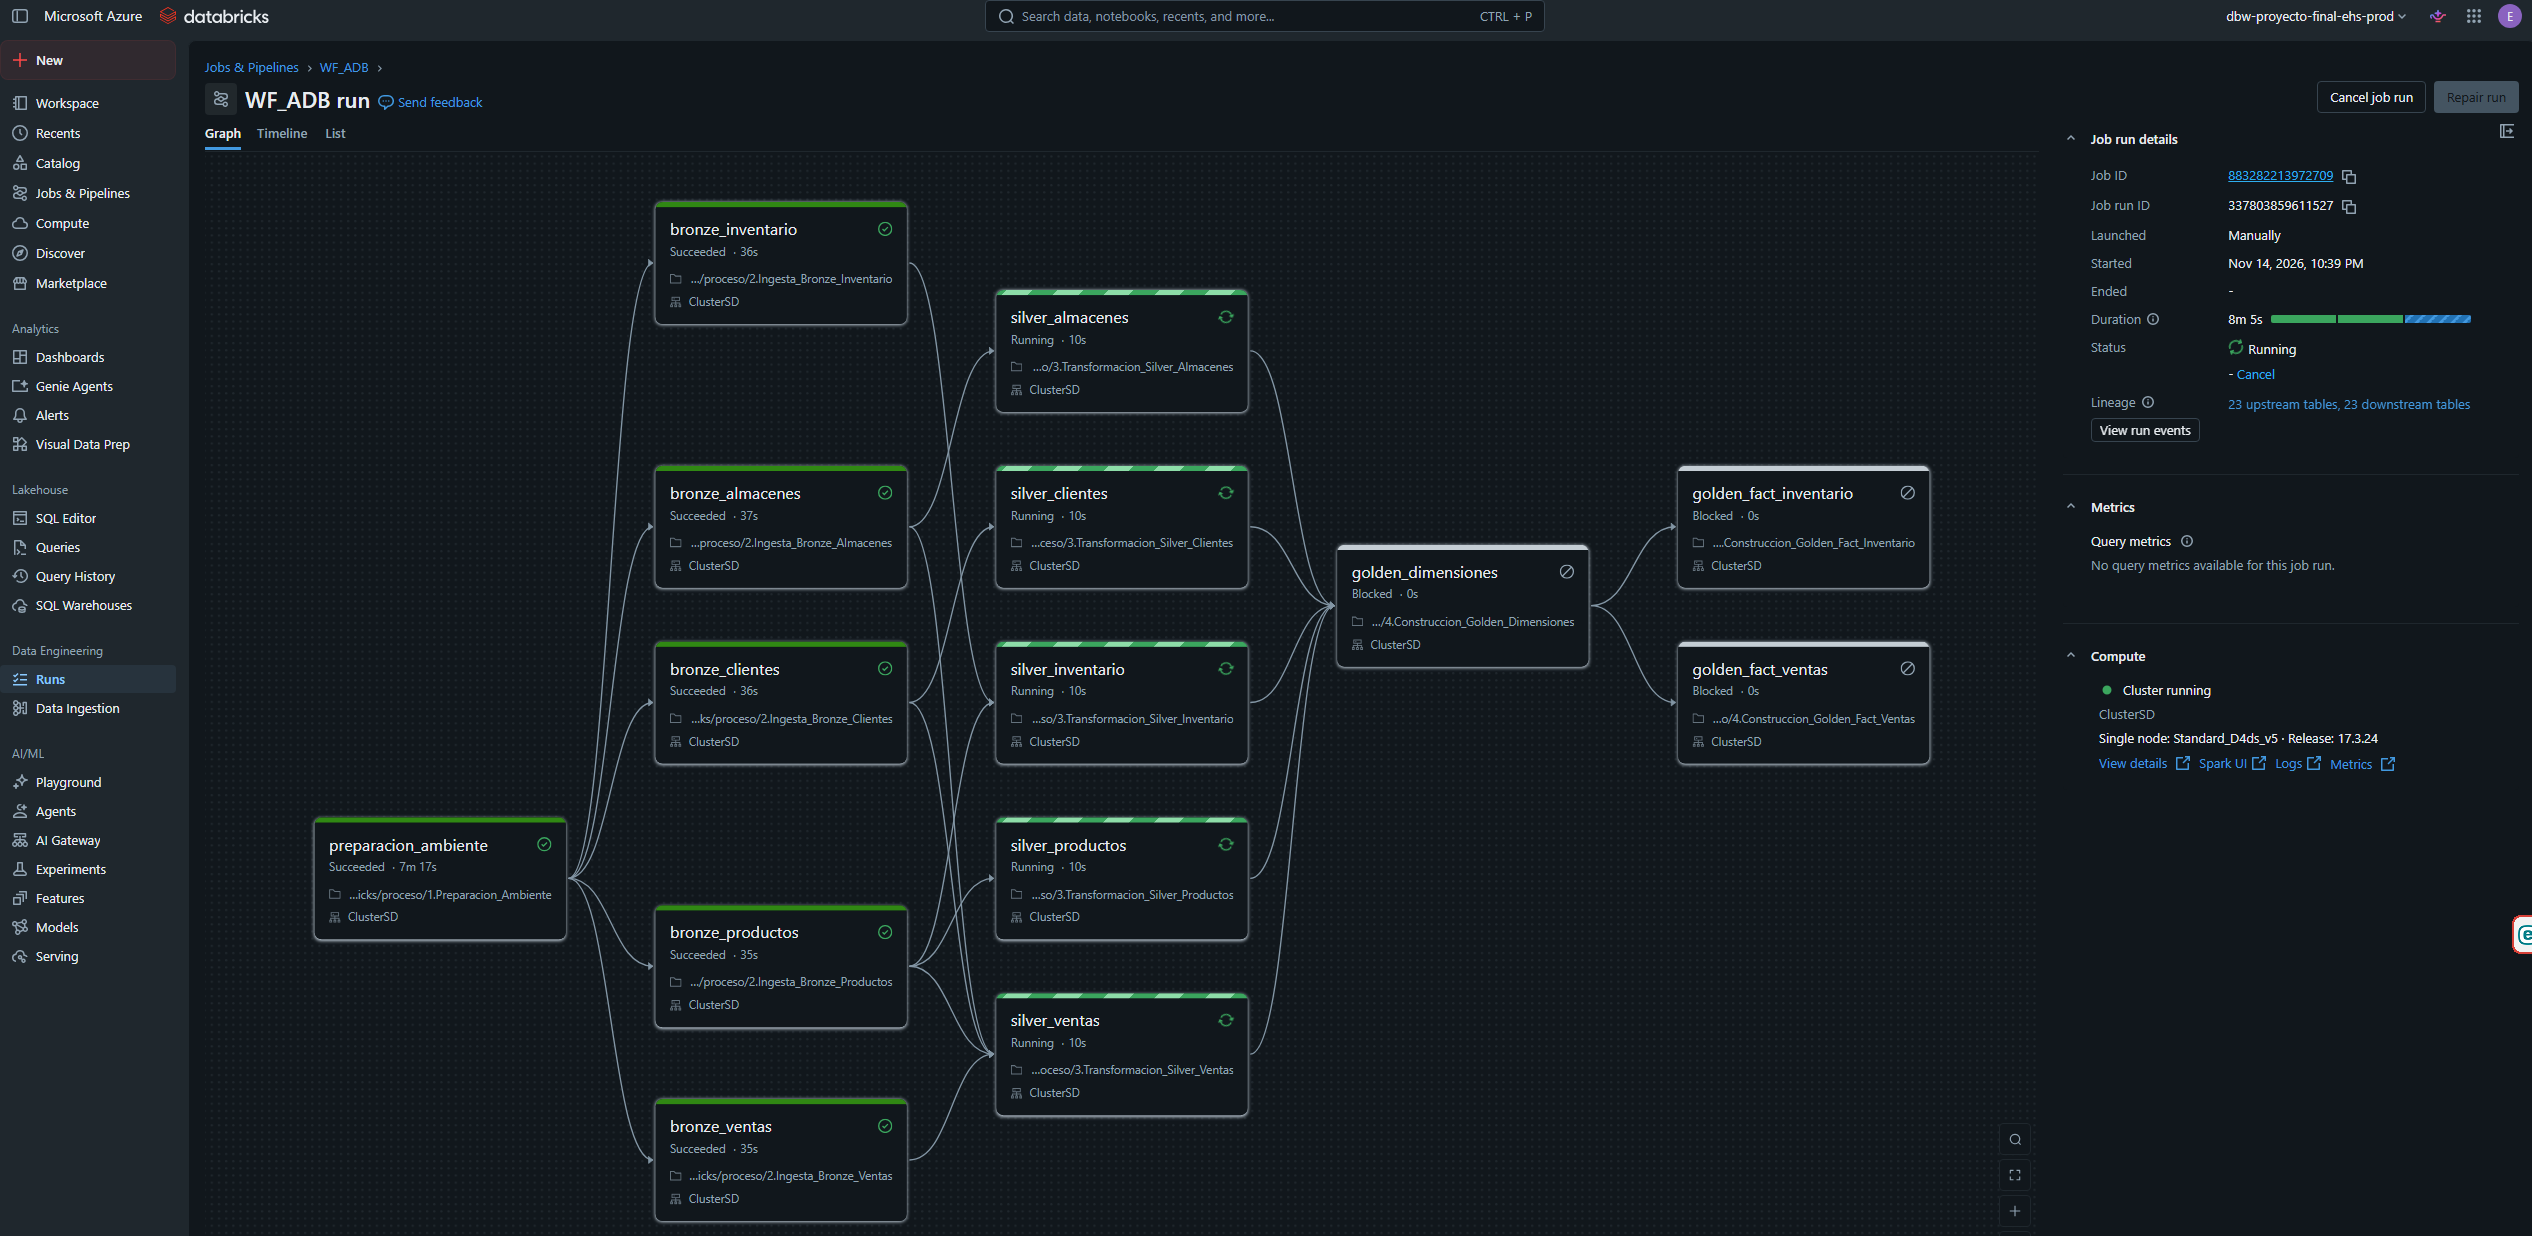 Microsoft Azure databricks
Search data, notebooks, recents, and more... CTRL + P
dbw-proyecto-final-ehs-prod
E
New
Workspace
Recents
Catalog
Jobs & Pipelines
Compute
Discover
Marketplace
Analytics
Dashboards
Genie Agents
Alerts
Visual Data Prep
Lakehouse
SQL Editor
Queries
Query History
SQL Warehouses
Data Engineering
Runs
Data Ingestion
AI/ML
Playground
Agents
AI Gateway
Experiments
Features
Models
Serving
Jobs & Pipelines › WF_ADB ›
WF_ADB run Send feedback
Cancel job run Repair run
Graph Timeline List
preparacion_ambiente
Succeeded · 7m 17s
...icks/proceso/1.Preparacion_Ambiente
ClusterSD
bronze_inventario
Succeeded · 36s
.../proceso/2.Ingesta_Bronze_Inventario
ClusterSD
bronze_almacenes
Succeeded · 37s
...proceso/2.Ingesta_Bronze_Almacenes
ClusterSD
bronze_clientes
Succeeded · 36s
...ks/proceso/2.Ingesta_Bronze_Clientes
ClusterSD
bronze_productos
Succeeded · 35s
.../proceso/2.Ingesta_Bronze_Productos
ClusterSD
bronze_ventas
Succeeded · 35s
...icks/proceso/2.Ingesta_Bronze_Ventas
ClusterSD
silver_almacenes
Running · 10s
...o/3.Transformacion_Silver_Almacenes
ClusterSD
silver_clientes
Running · 10s
...ceso/3.Transformacion_Silver_Clientes
ClusterSD
silver_inventario
Running · 10s
...so/3.Transformacion_Silver_Inventario
ClusterSD
silver_productos
Running · 10s
...so/3.Transformacion_Silver_Productos
ClusterSD
silver_ventas
Running · 10s
...oceso/3.Transformacion_Silver_Ventas
ClusterSD
golden_dimensiones
Blocked · 0s
.../4.Construccion_Golden_Dimensiones
ClusterSD
golden_fact_inventario
Blocked · 0s
....Construccion_Golden_Fact_Inventario
ClusterSD
golden_fact_ventas
Blocked · 0s
...o/4.Construccion_Golden_Fact_Ventas
ClusterSD
Job run details
Job ID 883282213972709
Job run ID 337803859611527
Launched Manually
Started Nov 14, 2026, 10:39 PM
Ended -
Duration 8m 5s
Status Running
- Cancel
Lineage 23 upstream tables, 23 downstream tables
View run events
Metrics
Query metrics
No query metrics available for this job run.
Compute
Cluster running
ClusterSD
Single node: Standard_D4ds_v5 · Release: 17.3.24
View details Spark UI Logs Metrics